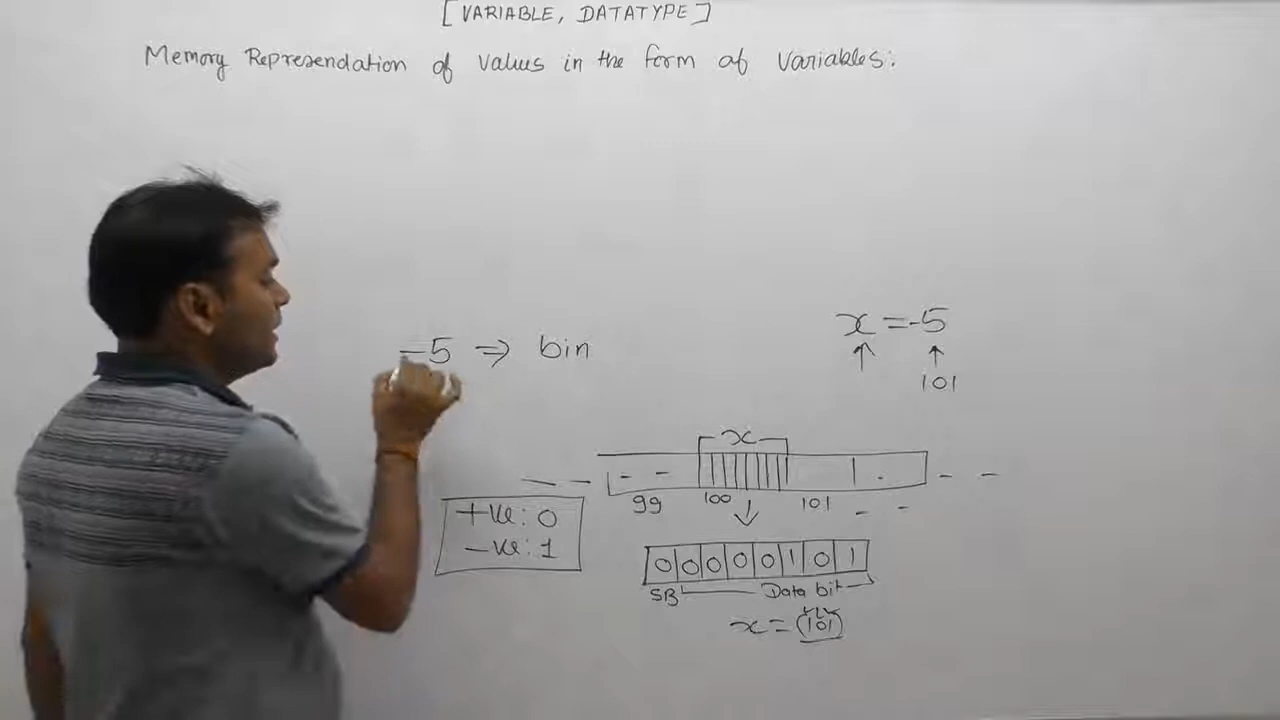 [VARIABLE, DATATYPE]
Memory Represendation of values in the form of variables:
x = -5
-5 ⇒ bin
101
x
- - - - - -
99 100 101 - -
+ve: 0
-ve: 1
0 0 0 0 0 1 0 1
SB Data bit
x = (101)